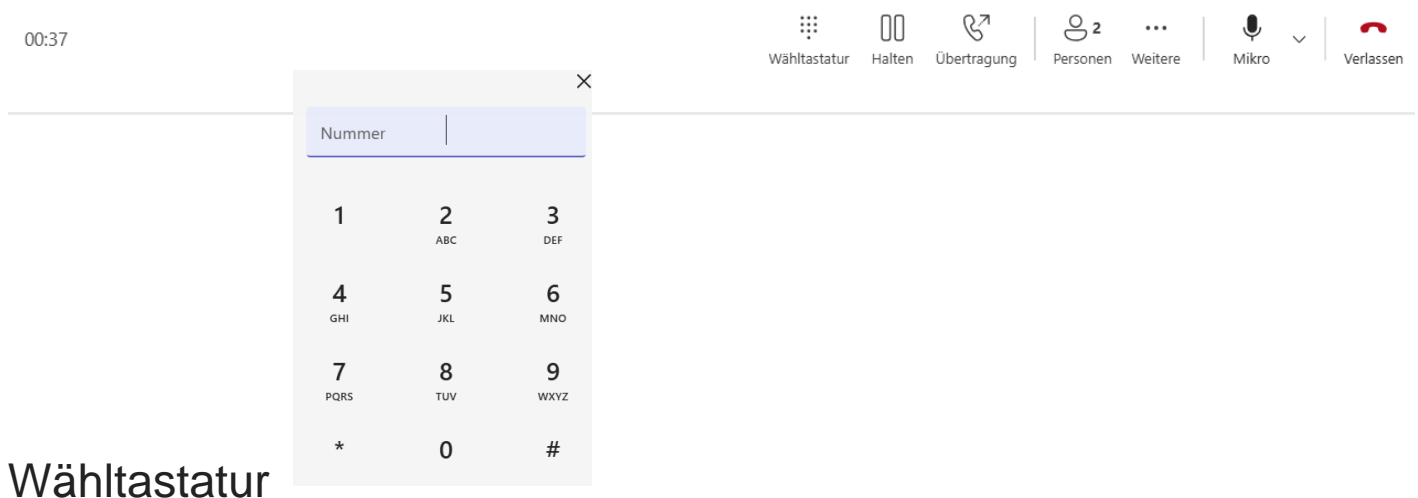 00:37
2
Wähltastatur Halten Übertragung Personen Weitere Mikro Verlassen
Nummer
1 2 3
ABC DEF
4 5 6
GHI JKL MNO
7 8 9
PQRS TUV WXYZ
* 0 #
Wähltastatur